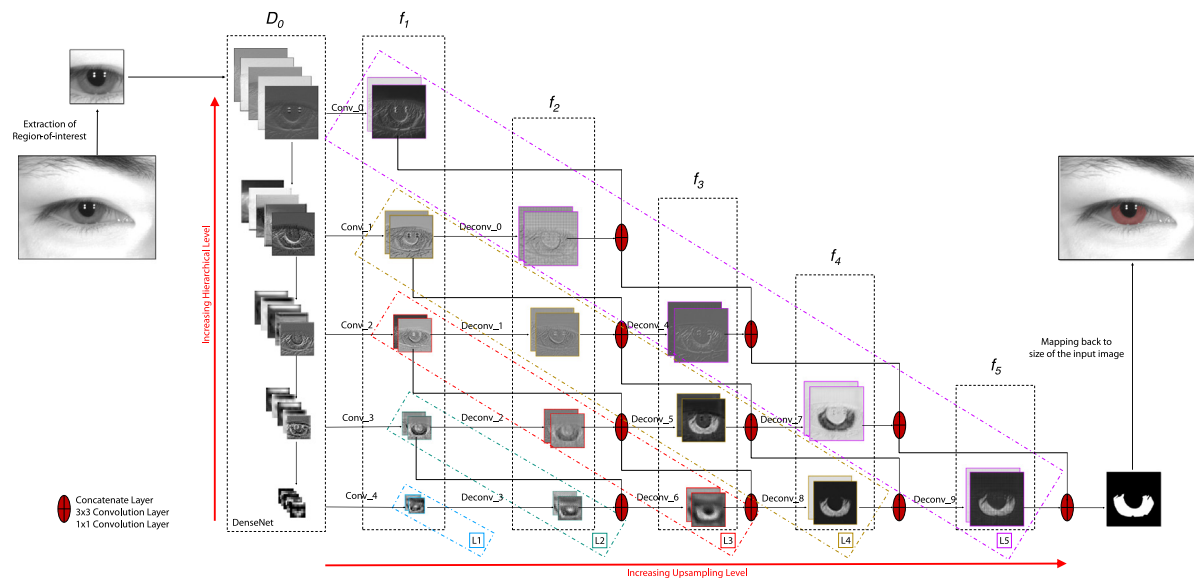 D0
f1
f2
f3
f4
f5
Extraction of
Region-of-interest
Increasing Hierarchical Level
Conv_0
Conv_1
Deconv_0
Conv_2
Deconv_1
Deconv_4
Conv_3
Deconv_2
Deconv_5
Deconv_7
Conv_4
Deconv_3
Deconv_6
Deconv_8
Deconv_9
Mapping back to
size of the input image
Concatenate Layer
3x3 Convolution Layer
1x1 Convolution Layer
DenseNet
L1
L2
L3
L4
L5
Increasing Upsampling Level